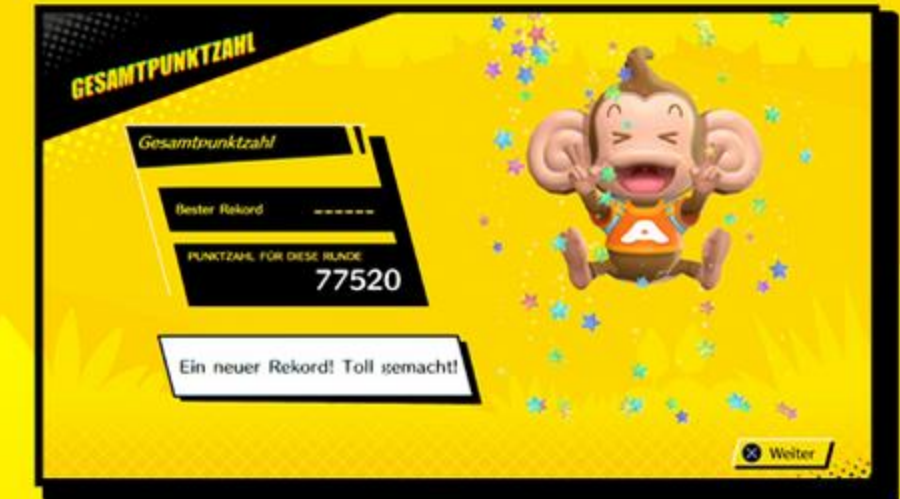 GESAMTPUNKTZAHL
Gesamtpunktzahl
Bester Rekord ------
PUNKTZAHL FÜR DIESE RUNDE
77520
Ein neuer Rekord! Toll gemacht!
A
Weiter